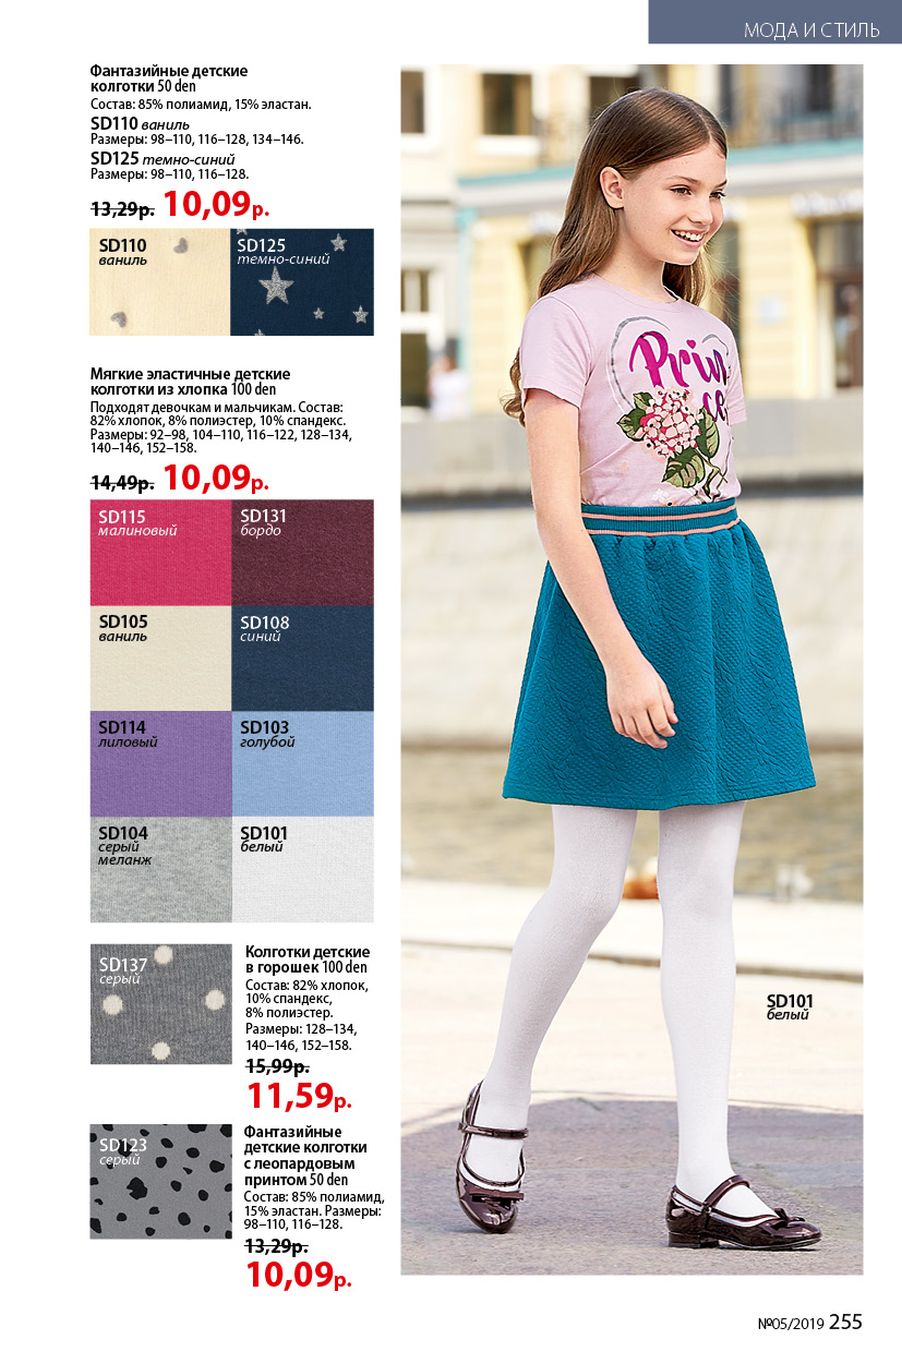 МОДА И СТИЛЬ
Фантазийные детские
колготки 50 den
Состав: 85% полиамид, 15% эластан.
SD110 ваниль
Размеры: 98–110, 116–128, 134–146.
SD125 темно-синий
Размеры: 98–110, 116–128.
13,29р. 10,09р.
SD110
ваниль
SD125
темно-синий
Мягкие эластичные детские
колготки из хлопка 100 den
Подходят девочкам и мальчикам. Состав:
82% хлопок, 8% полиэстер, 10% спандекс.
Размеры: 92–98, 104–110, 116–122, 128–134,
140–146, 152–158.
14,49р. 10,09р.
SD115
малиновый
SD131
бордо
SD105
ваниль
SD108
синий
SD114
лиловый
SD103
голубой
SD104
серый
меланж
SD101
белый
SD137
серый
Колготки детские
в горошек 100 den
Состав: 82% хлопок,
10% спандекс,
8% полиэстер.
Размеры: 128–134,
140–146, 152–158.
15,99р.
11,59р.
SD123
серый
Фантазийные
детские колготки
с леопардовым
принтом 50 den
Состав: 85% полиамид,
15% эластан. Размеры:
98–110, 116–128.
13,29р.
10,09р.
Prin
ce
SD101
белый
№05/2019 255